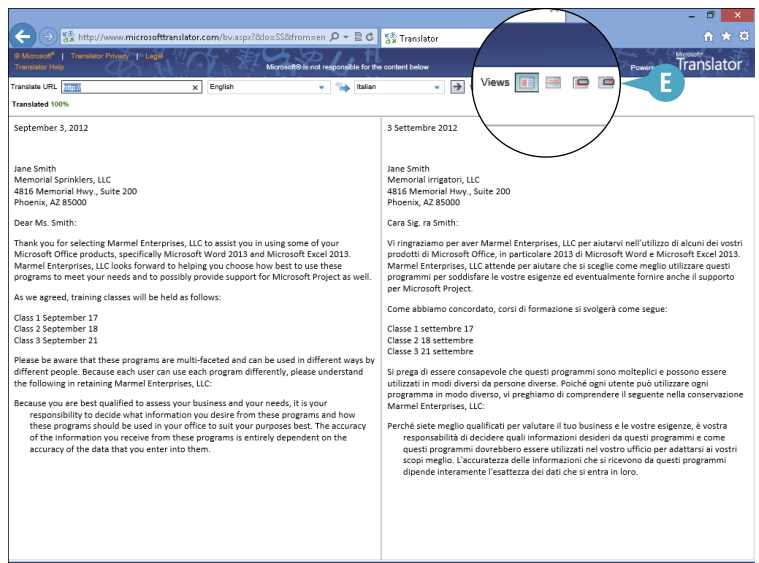 http://www.microsofttranslator.com/bv.aspx?&lo=SS&from=en
Translator
© Microsoft® | Translator Privacy | Legal
Translator Help
Microsoft® is not responsible for the content below
Powered
Microsoft®
Translator
Translate URL http:// x English Italian
Views
E
Translated 100%
September 3, 2012
Jane Smith
Memorial Sprinklers, LLC
4816 Memorial Hwy., Suite 200
Phoenix, AZ 85000
Dear Ms. Smith:
Thank you for selecting Marmel Enterprises, LLC to assist you in using some of your
Microsoft Office products, specifically Microsoft Word 2013 and Microsoft Excel 2013.
Marmel Enterprises, LLC looks forward to helping you choose how best to use these
programs to meet your needs and to possibly provide support for Microsoft Project as well.
As we agreed, training classes will be held as follows:
Class 1 September 17
Class 2 September 18
Class 3 September 21
Please be aware that these programs are multi-faceted and can be used in different ways by
different people. Because each user can use each program differently, please understand
the following in retaining Marmel Enterprises, LLC:
Because you are best qualified to assess your business and your needs, it is your
responsibility to decide what information you desire from these programs and how
these programs should be used in your office to suit your purposes best. The accuracy
of the information you receive from these programs is entirely dependent on the
accuracy of the data that you enter into them.
3 Settembre 2012
Jane Smith
Memorial irrigatori, LLC
4816 Memorial Hwy., Suite 200
Phoenix, AZ 85000
Cara Sig. ra Smith:
Vi ringraziamo per aver Marmel Enterprises, LLC per aiutarvi nell'utilizzo di alcuni dei vostri
prodotti di Microsoft Office, in particolare 2013 di Microsoft Word e Microsoft Excel 2013.
Marmel Enterprises, LLC attende per aiutare che si sceglie come meglio utilizzare questi
programmi per soddisfare le vostre esigenze ed eventualmente fornire anche il supporto
per Microsoft Project.
Come abbiamo concordato, corsi di formazione si svolgerà come segue:
Classe 1 settembre 17
Classe 2 18 settembre
Classe 3 21 settembre
Si prega di essere consapevole che questi programmi sono molteplici e possono essere
utilizzati in modi diversi da persone diverse. Poiché ogni utente può utilizzare ogni
programma in modo diverso, vi preghiamo di comprendere il seguente nella conservazione
Marmel Enterprises, LLC:
Perché siete meglio qualificati per valutare il tuo business e le vostre esigenze, è vostra
responsabilità di decidere quali informazioni desideri da questi programmi e come
questi programmi dovrebbero essere utilizzati nel vostro ufficio per adattarsi ai vostri
scopi meglio. L'accuratezza delle informazioni che si ricevono da questi programmi
dipende interamente l'esattezza dei dati che si entra in loro.